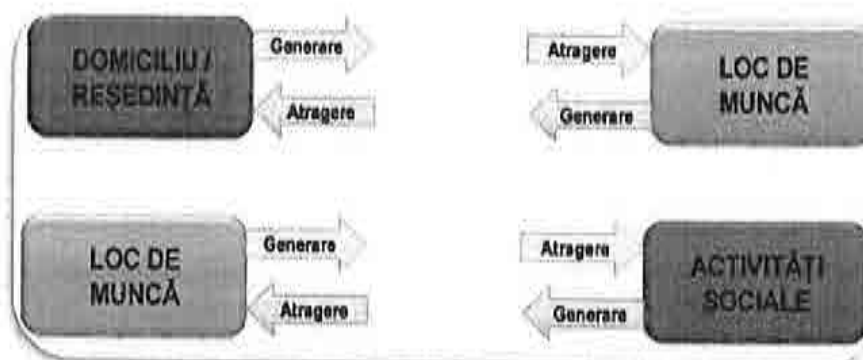 DOMICILIU /
REȘEDINȚĂ
Generare
Atragere
Atragere
Generare
LOC DE
MUNCĂ
LOC DE
MUNCĂ
Generare
Atragere
Atragere
Generare
ACTIVITĂȚI
SOCIALE